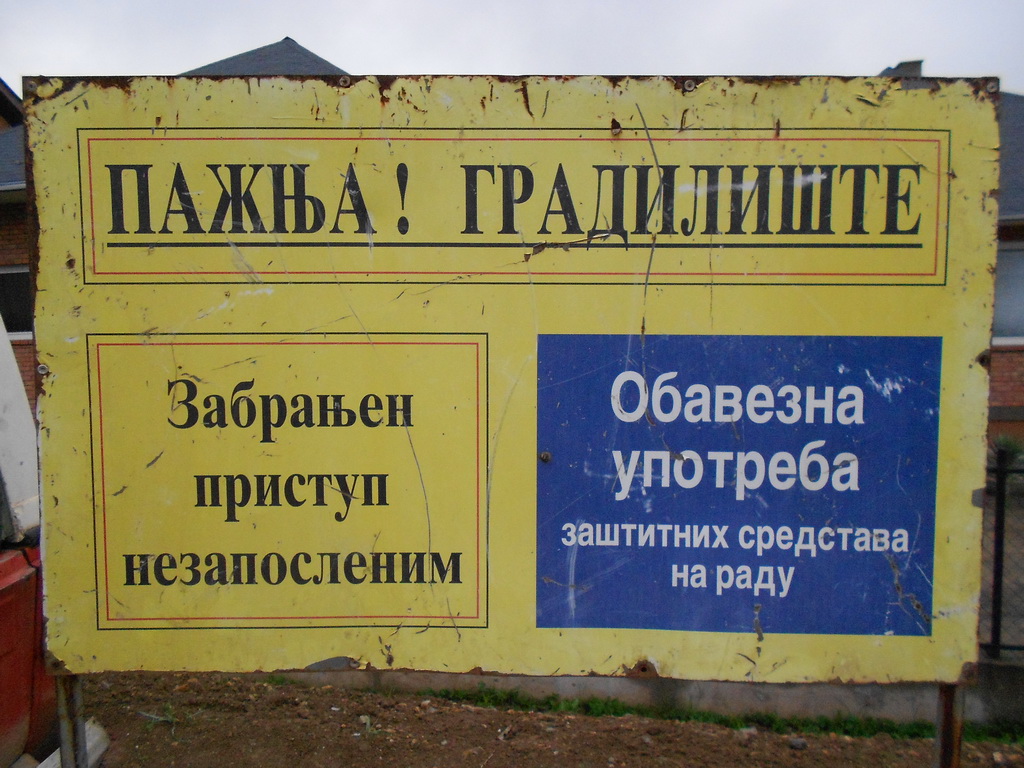 ПАЖЊА! ГРАДИЛИШТЕ
Забрањен
приступ
незапосленим
Обавезна
употреба
заштитних средстава
на раду